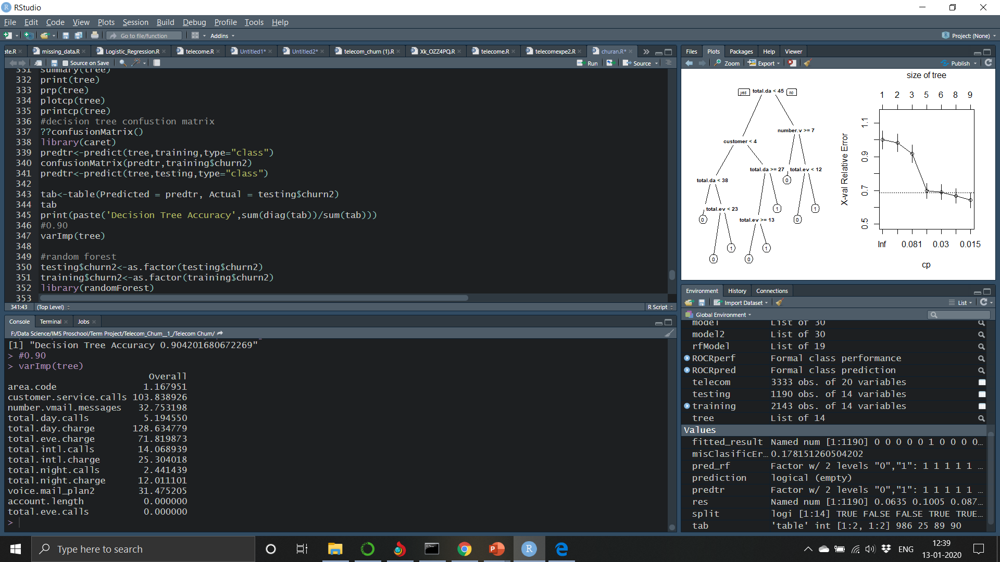 RStudio
File Edit Code View Plots Session Build Debug Profile Tools Help
Go to file/function Addins Project: (None)
ate.R missing_data.R Logistic_Regression.R telecome.R Untitled1* Untitled2* telecom_churn (1).R Xk_OZZ4PQ.R telecome.R telecomexpe2.R churan.R*
Source on Save Run Source
331 summary(tree)
332 print(tree)
333 prp(tree)
334 plotcp(tree)
335 printcp(tree)
336 #decision tree confustion matrix
337 ??confusionMatrix()
338 library(caret)
339 predtr<-predict(tree,training,type="class")
340 confusionMatrix(predtr,training$churn2)
341 predtr<-predict(tree,testing,type="class")
342
343 tab<-table(Predicted = predtr, Actual = testing$churn2)
344 tab
345 print(paste('Decision Tree Accuracy',sum(diag(tab))/sum(tab)))
346 #0.90
347 varImp(tree)
348
349 #random forest
350 testing$churn2<-as.factor(testing$churn2)
351 training$churn2<-as.factor(training$churn2)
352 library(randomForest)
353
341:43 (Top Level) R Script
Console Terminal Jobs
F:/Data Science/IMS Proschool/Term Project/Telecom_Churn__1_/Telecom Churn/
[1] "Decision Tree Accuracy 0.904201680672269"
> #0.90
> varImp(tree)
Overall
area.code 1.167951
customer.service.calls 103.838926
number.vmail.messages 32.753198
total.day.calls 5.194550
total.day.charge 128.634779
total.eve.charge 71.819873
total.intl.calls 14.068939
total.intl.charge 25.304018
total.night.calls 2.441439
total.night.charge 12.011101
voice.mail_plan2 31.475205
account.length 0.000000
total.eve.calls 0.000000
>
Files Plots Packages Help Viewer
Zoom Export Publish
yes total.da < 45 no
number.v >= 7
customer < 4
total.da >= 27 total.ev < 12
0
total.da < 38
1 1
total.ev < 23
0 total.ev >= 13 0
1 1
0 0
size of tree
1 2 3 5 6 8 9
X-val Relative Error
1.1
0.9
0.7
0.5
Inf 0.081 0.03 0.015
cp
Environment History Connections
Import Dataset List
Global Environment
model List of 30
model2 List of 30
rfModel List of 19
ROCRperf Formal class performance
ROCRpred Formal class prediction
telecom 3333 obs. of 20 variables
testing 1190 obs. of 14 variables
training 2143 obs. of 14 variables
tree List of 14
Values
fitted_result Named num [1:1190] 0 0 0 0 0 1 0 0 0 0…
misClasificEr… 0.178151260504202
pred_rf Factor w/ 2 levels "0","1": 1 1 1 1 1 …
prediction logical (empty)
predtr Factor w/ 2 levels "0","1": 1 1 1 1 1 …
res Named num [1:1190] 0.0635 0.1005 0.087…
split logi [1:14] TRUE FALSE FALSE TRUE TRUE…
tab 'table' int [1:2, 1:2] 986 25 89 90
Type here to search
ENG
12:39
13-01-2020